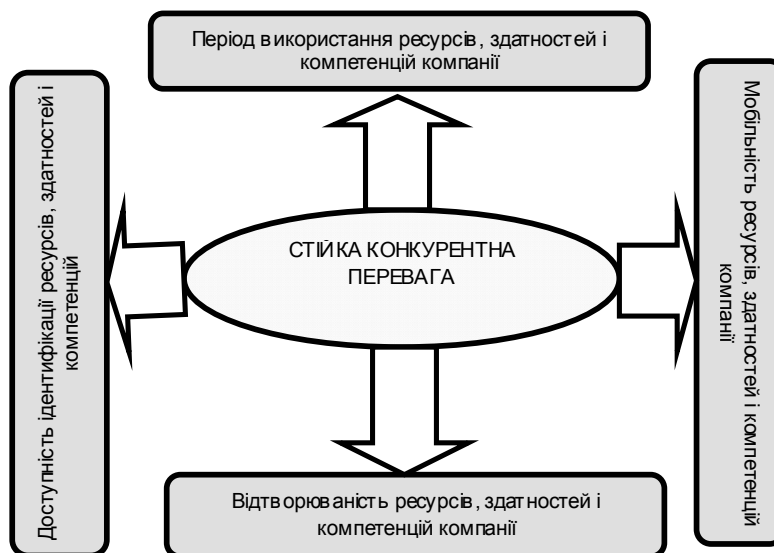 Період використання ресурсів, здатностей і
компетенцій компанії
Доступність ідентифікації ресурсів, здатностей і
компетенцій
СТІЙКА КОНКУРЕНТНА
ПЕРЕВАГА
Мобільність ресурсів, здатностей і компетенцій
компанії
Відтворюваність ресурсів, здатностей і
компетенцій компанії